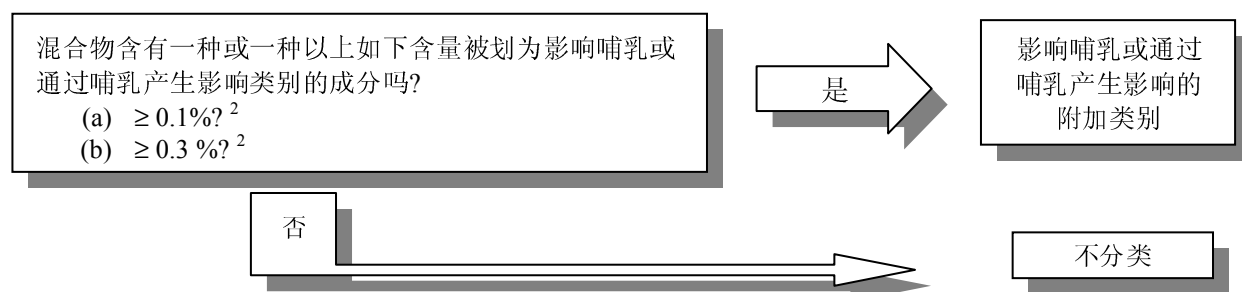 混合物含有一种或一种以上如下含量被划为影响哺乳或
通过哺乳产生影响类别的成分吗?
(a) ≥ 0.1%? ²
(b) ≥ 0.3 %? ²
是
影响哺乳或通过
哺乳产生影响的
附加类别
否
不分类